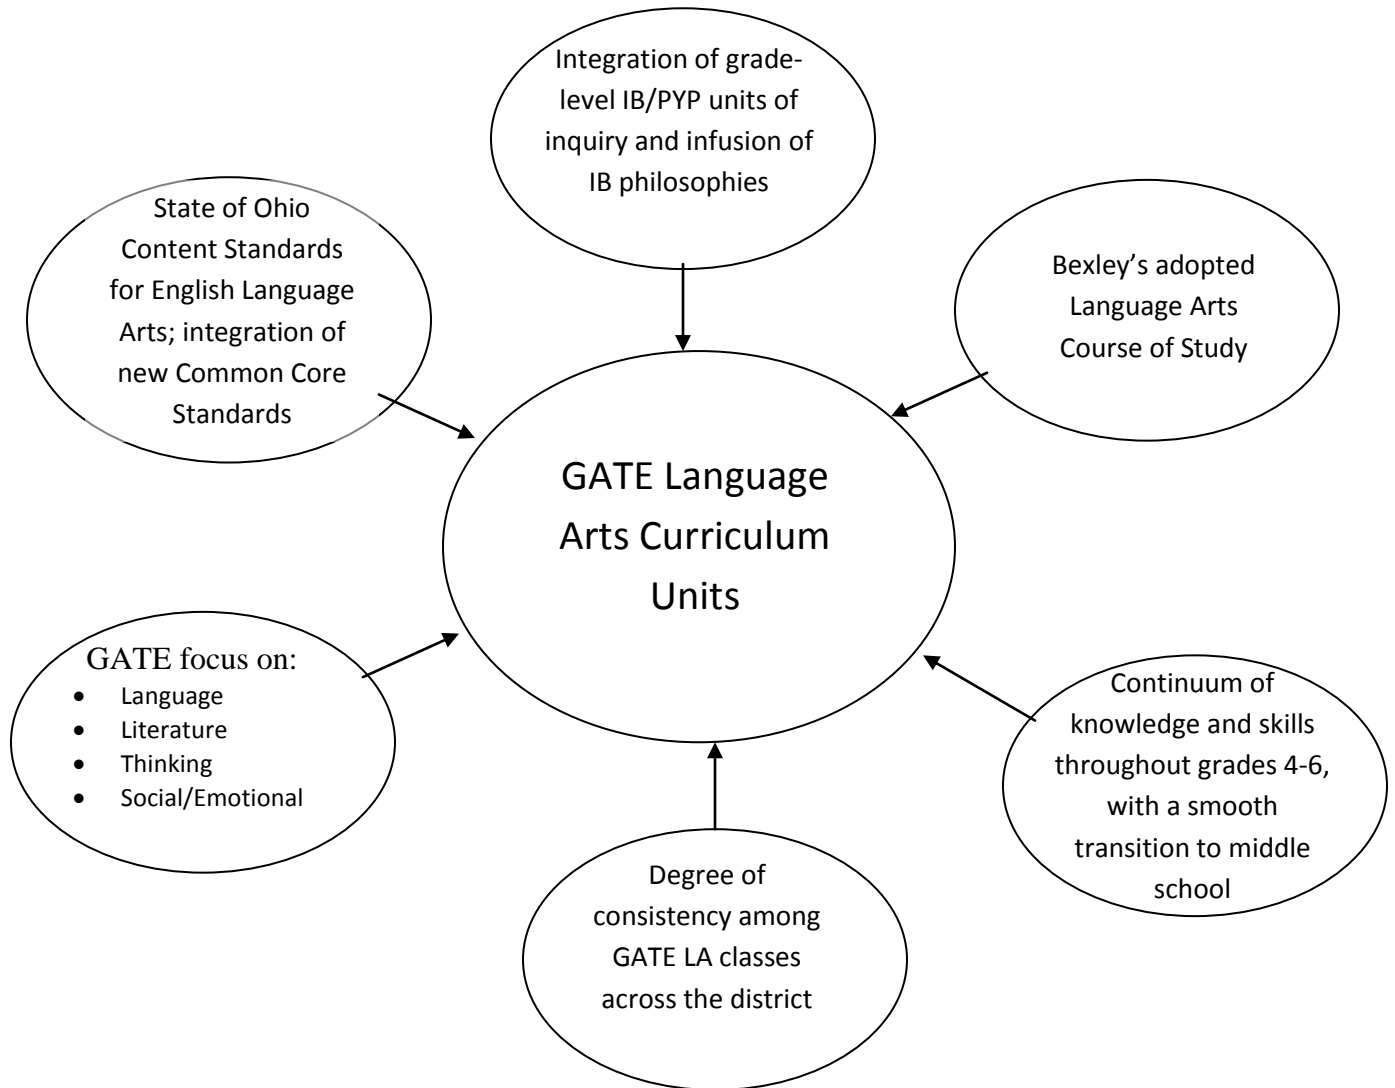 Integration of grade-
level IB/PYP units of
inquiry and infusion of
IB philosophies
State of Ohio
Content Standards
for English Language
Arts; integration of
new Common Core
Standards
Bexley’s adopted
Language Arts
Course of Study
GATE Language
Arts Curriculum
Units
GATE focus on:
• Language
• Literature
• Thinking
• Social/Emotional
Continuum of
knowledge and skills
throughout grades 4-6,
with a smooth
transition to middle
school
Degree of
consistency among
GATE LA classes
across the district